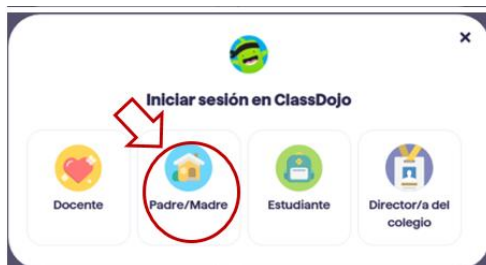 ×
Iniciar sesión en ClassDojo
Docente
Padre/Madre
Estudiante
Director/a del
colegio